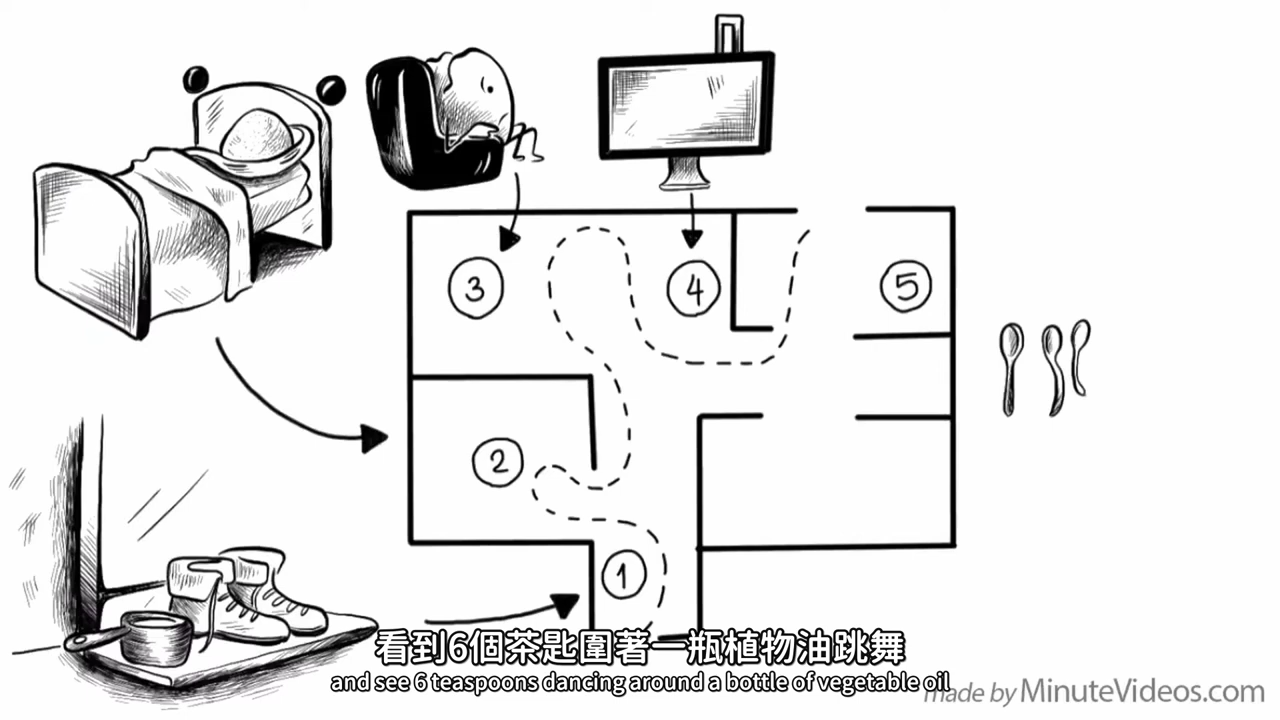 3
4
5
2
1
看到6個茶匙圍著一瓶植物油跳舞
and see 6 teaspoons dancing around a bottle of vegetable oil
made by MinuteVideos.com